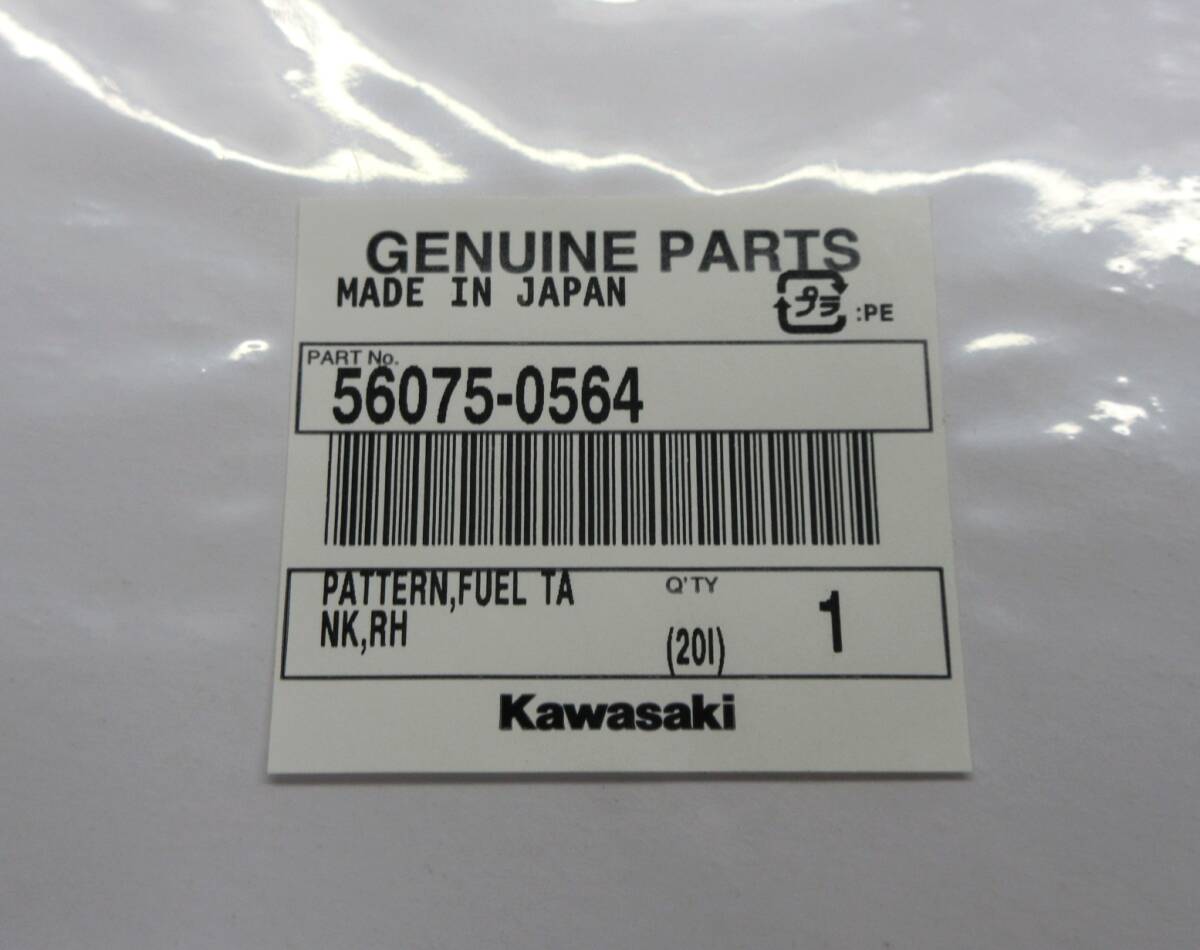 GENUINE PARTS
MADE IN JAPAN
プラ :PE
PART No.
56075-0564
PATTERN,FUEL TA
NK,RH
Q'TY
(20I)
1
Kawasaki